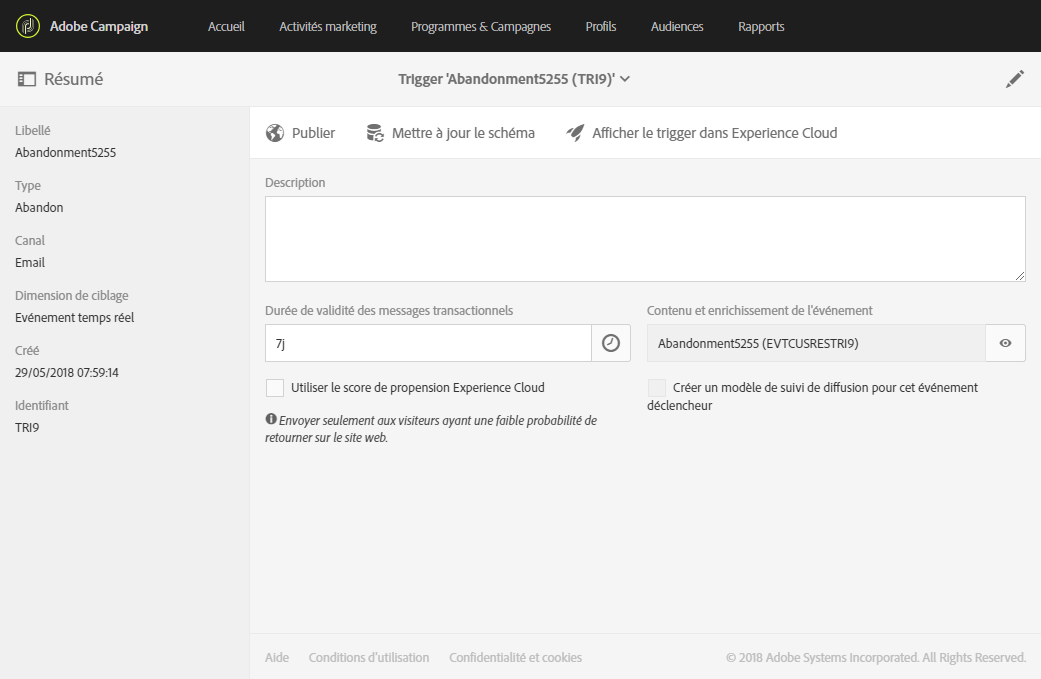 Adobe Campaign Accueil Activités marketing Programmes & Campagnes Profils Audiences Rapports
Résumé
Trigger 'Abandonment5255 (TRI9)'
Libellé
Abandonment5255
Type
Abandon
Canal
Email
Dimension de ciblage
Evénement temps réel
Créé
29/05/2018 07:59:14
Identifiant
TRI9
Publier Mettre à jour le schéma Afficher le trigger dans Experience Cloud
Description
Durée de validité des messages transactionnels
7j
Utiliser le score de propension Experience Cloud
Envoyer seulement aux visiteurs ayant une faible probabilité de
retourner sur le site web.
Contenu et enrichissement de l'événement
Abandonment5255 (EVTCUSRESTRI9)
Créer un modèle de suivi de diffusion pour cet événement
déclencheur
Aide Conditions d'utilisation Confidentialité et cookies © 2018 Adobe Systems Incorporated. All Rights Reserved.